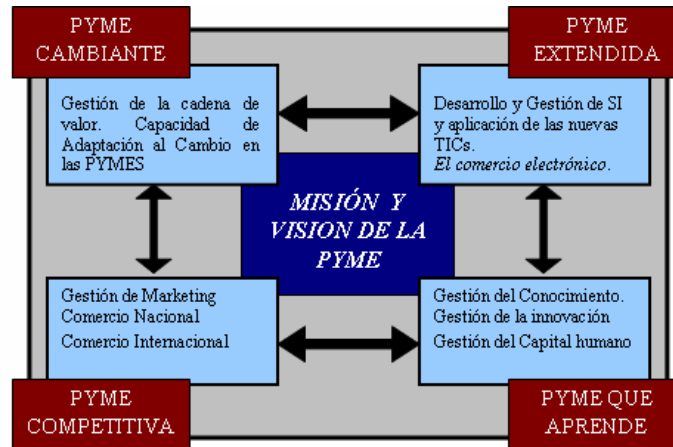 PYME
CAMBIANTE
PYME
EXTENDIDA
Gestión de la cadena de
valor. Capacidad de
Adaptación al Cambio en
las PYMES
Desarrollo y Gestión de SI
y aplicación de las nuevas
TICs.
El comercio electrónico.
MISIÓN Y
VISION DE LA
PYME
Gestión de Marketing
Comercio Nacional
Comercio Internacional
Gestión del Conocimiento.
Gestión de la innovación
Gestión del Capital humano
PYME
COMPETITIVA
PYME QUE
APRENDE